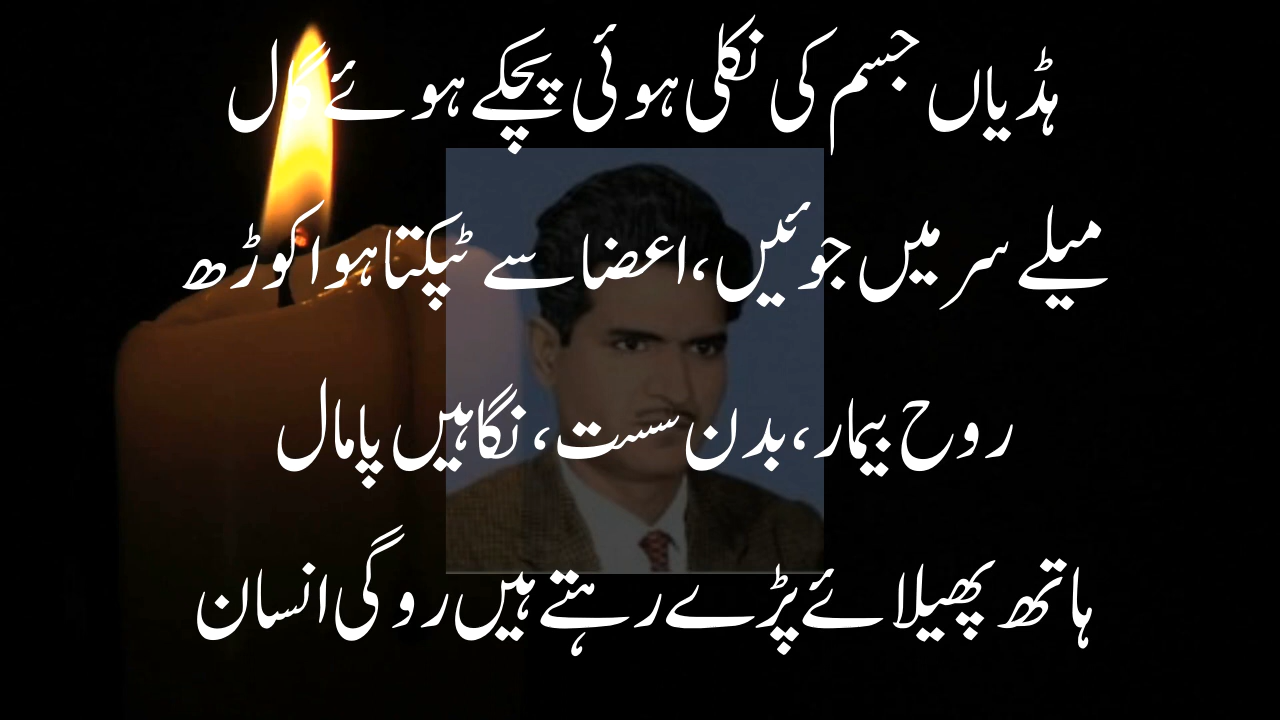 ہڈیاں جسم کی نکلی ہوئی پچکے ہوئے گال
میلے سر میں جوئیں، اعضا سے ٹپکتا ہوا کوڑھ
روح بیمار، بدن سست، نگاہیں پامال
ہاتھ پھیلائے پڑے رہتے ہیں روگی انسان